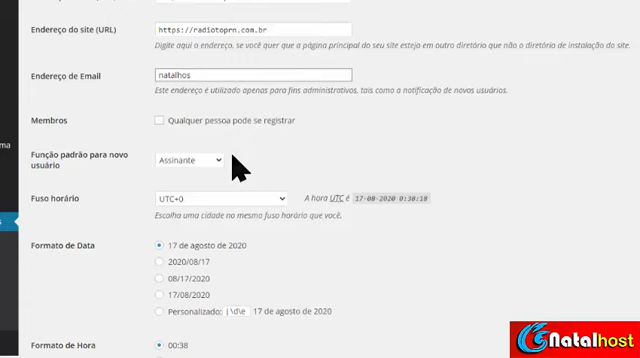 Endereço do site (URL)
https://radiotoprn.com.br
Digite aqui o endereço, se você quer que a página principal do seu site esteja em outro diretório que não o diretório de instalação do site.
Endereço de Email
natalhos
Este endereço é utilizado apenas para fins administrativos, tais como a notificação de novos usuários.
Membros
Qualquer pessoa pode se registrar
ma
Função padrão para novo
usuário
Assinante
Fuso horário
UTC+0
A hora UTC é 17-08-2020 0:38:18
s
Escolha uma cidade no mesmo fuso horário que você.
Formato de Data
17 de agosto de 2020
2020/08/17
08/17/2020
17/08/2020
Personalizado:
17 de agosto de 2020
Formato de Hora
00:38
Natalhost